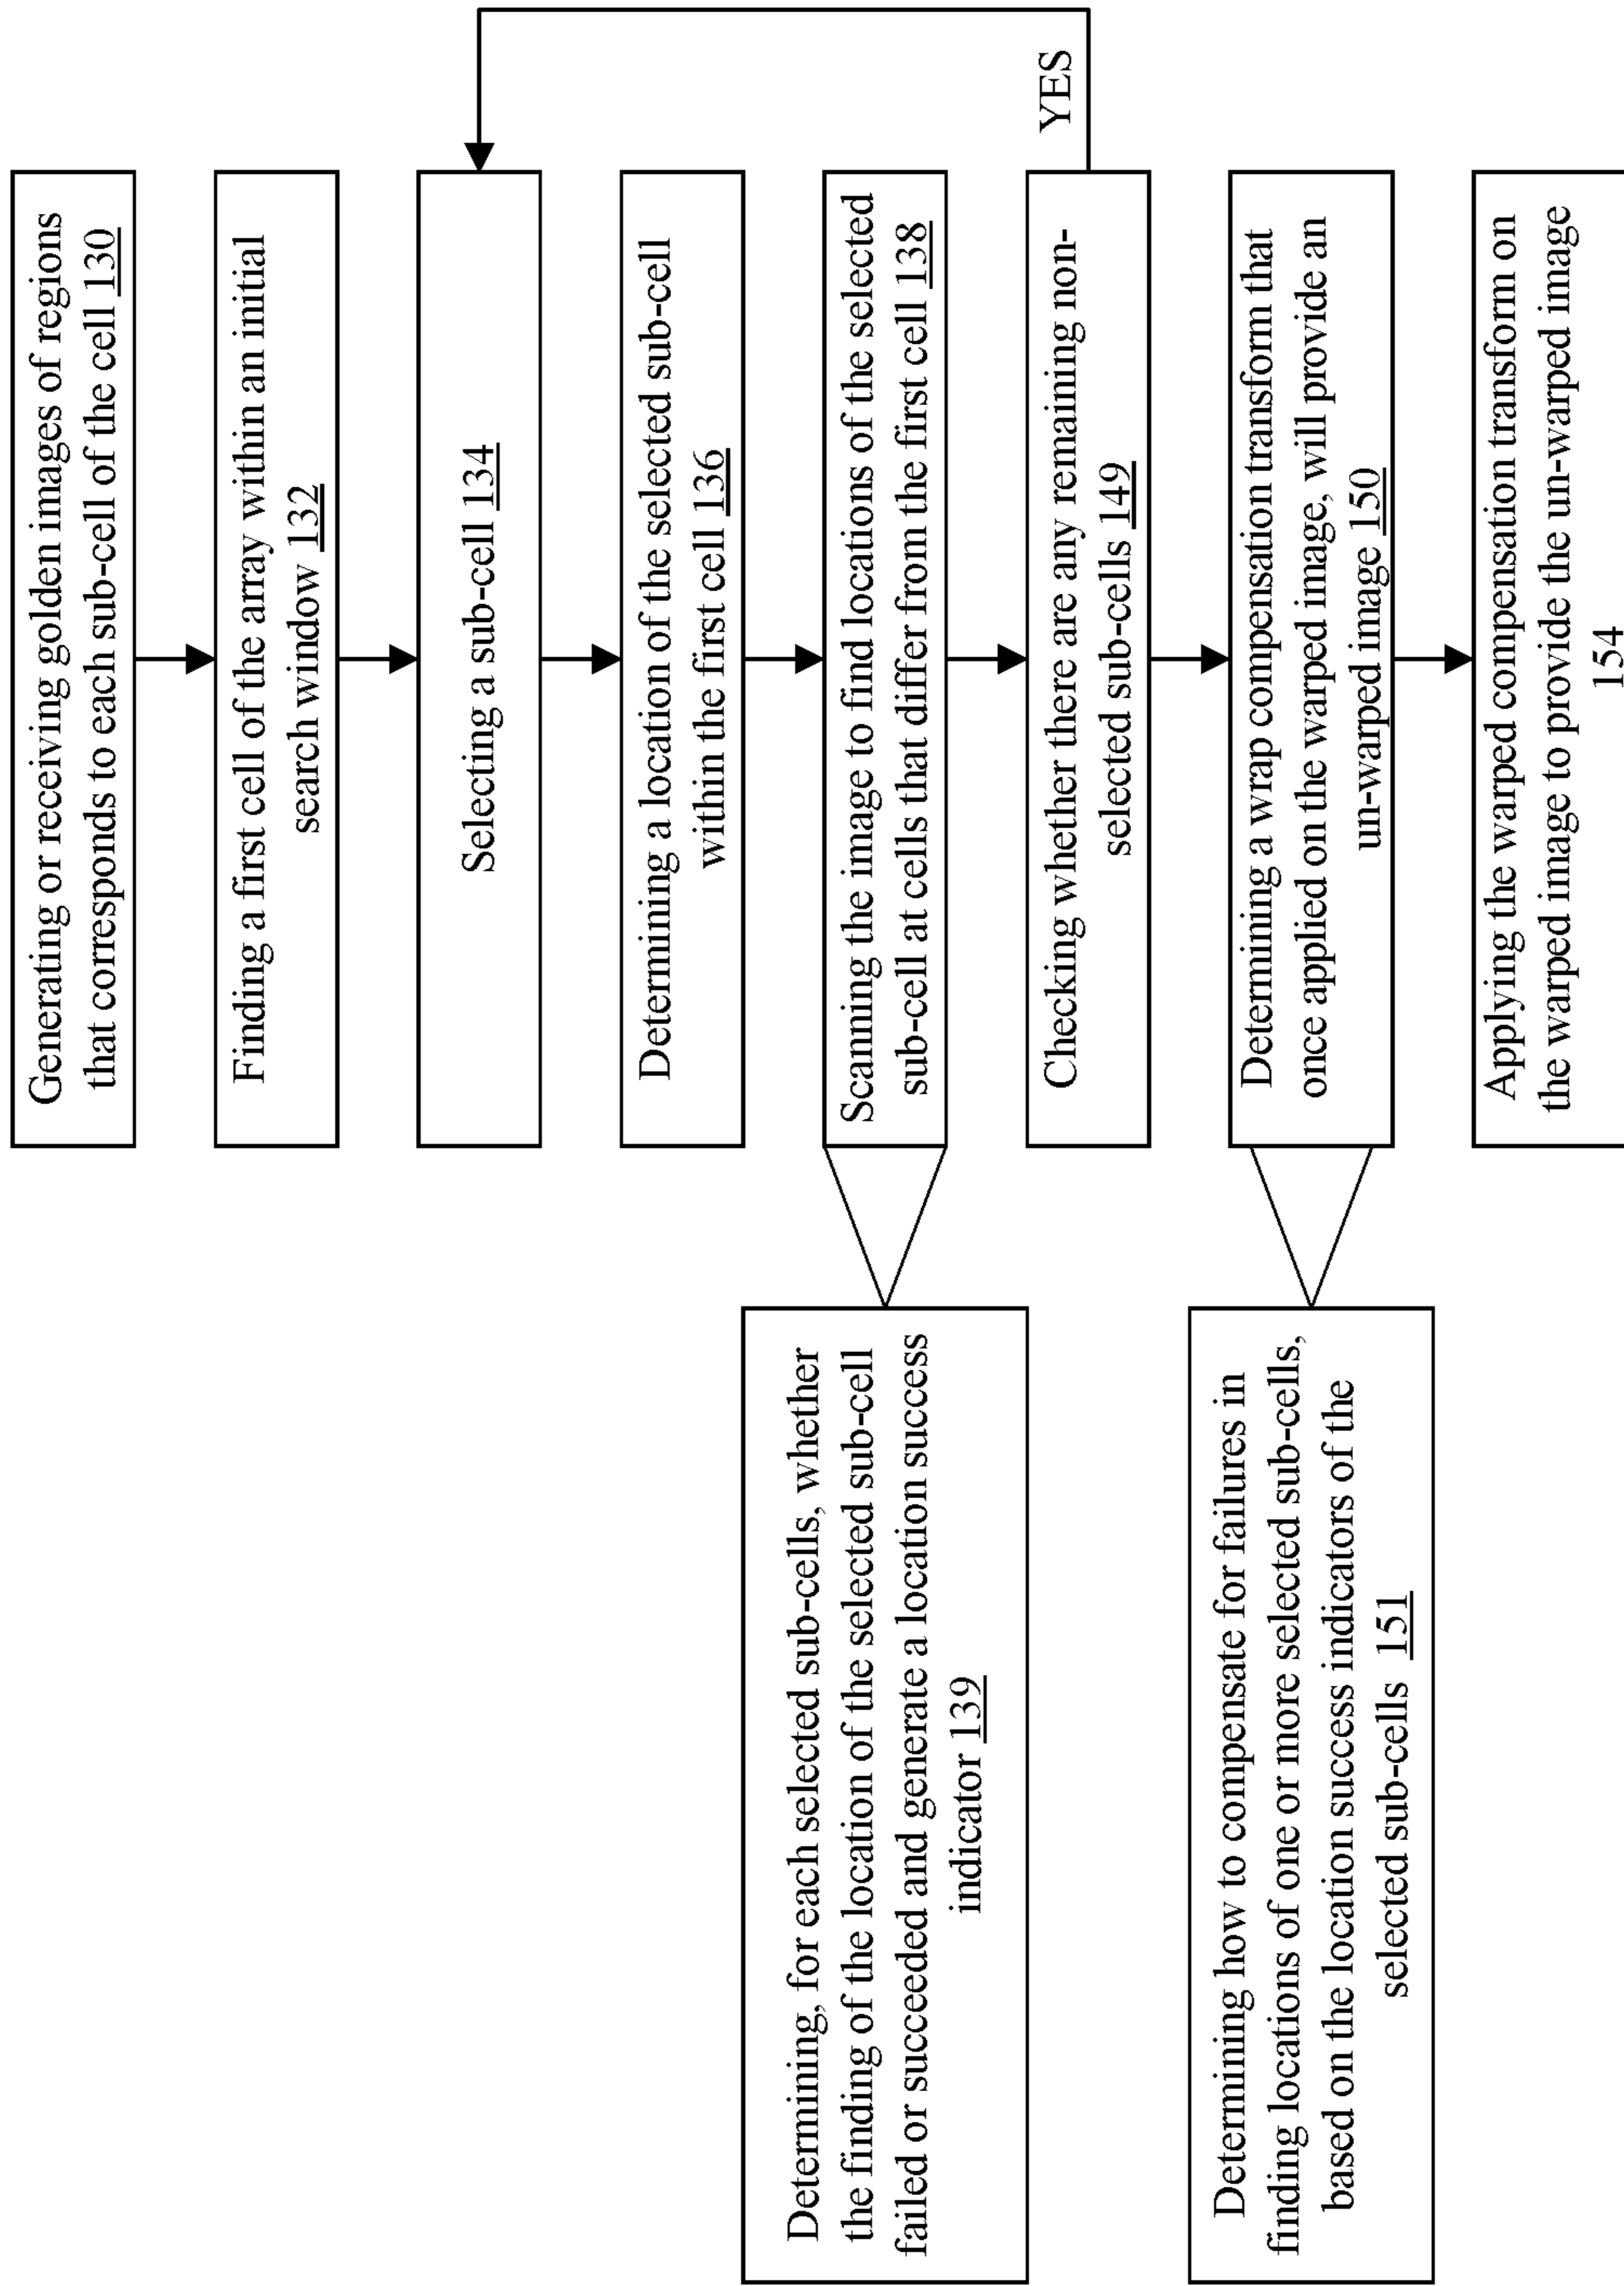 Generating or receiving golden images of regions
that corresponds to each sub-cell of the cell 130
Finding a first cell of the array within an initial
search window 132
Selecting a sub-cell 134
Determining a location of the selected sub-cell
within the first cell 136
Scanning the image to find locations of the selected
sub-cell at cells that differ from the first cell 138
Determining, for each selected sub-cells, whether
the finding of the location of the selected sub-cell
failed or succeeded and generate a location success
indicator 139
Checking whether there are any remaining non-
selected sub-cells 149
YES
Determining a wrap compensation transform that
once applied on the warped image, will provide an
un-warped image 150
Determining how to compensate for failures in
finding locations of one or more selected sub-cells,
based on the location success indicators of the
selected sub-cells 151
Applying the warped compensation transform on
the warped image to provide the un-warped image
154